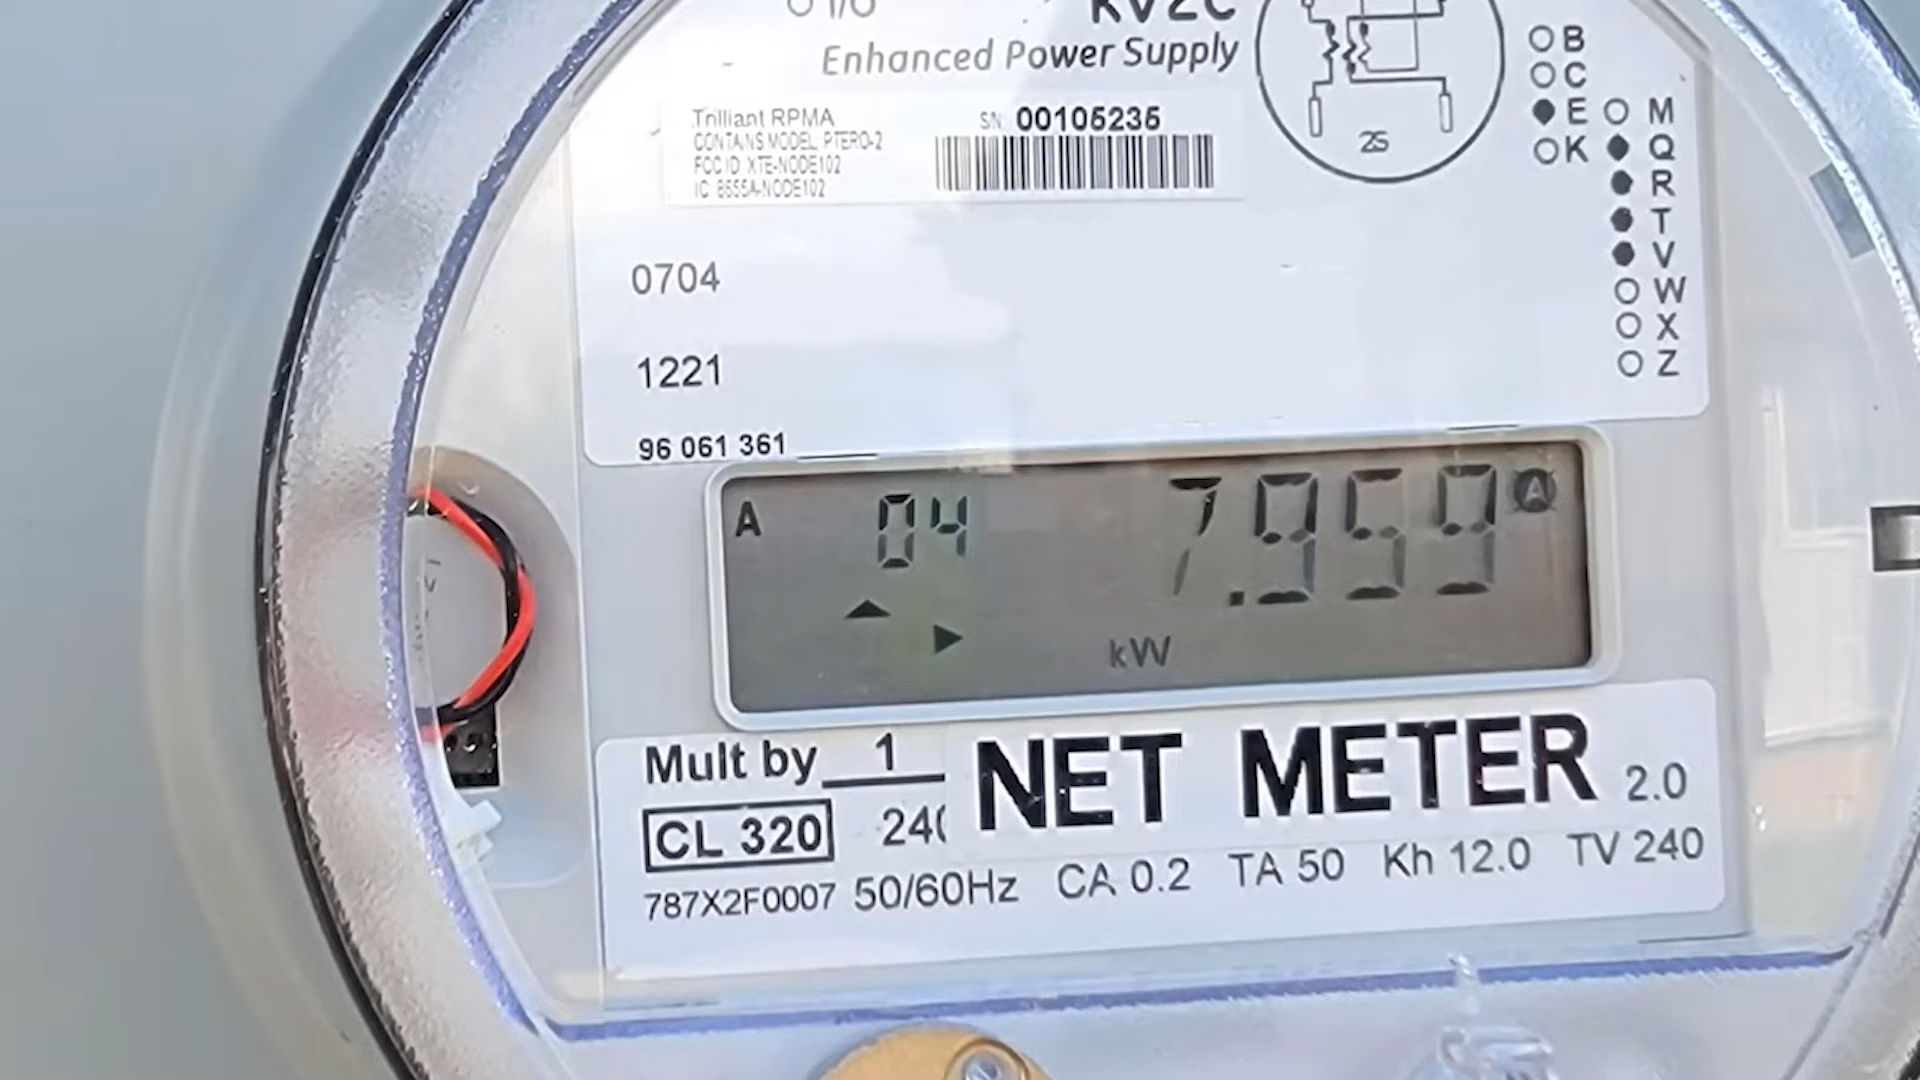 I/O
kV2C
Enhanced Power Supply
Trilliant RPMA
CONTAINS MODEL PTERO-2
FCC ID XTE-NODE102
IC 8655A-NODE102
SN 00105235
2S
B
C
E
K
M
Q
R
T
V
W
X
Z
0704
1221
96 061 361
A 04 7.959 A
kW
Mult by 1
NET METER 2.0
CL 320
787X2F0007 50/60Hz CA 0.2 TA 50 Kh 12.0 TV 240